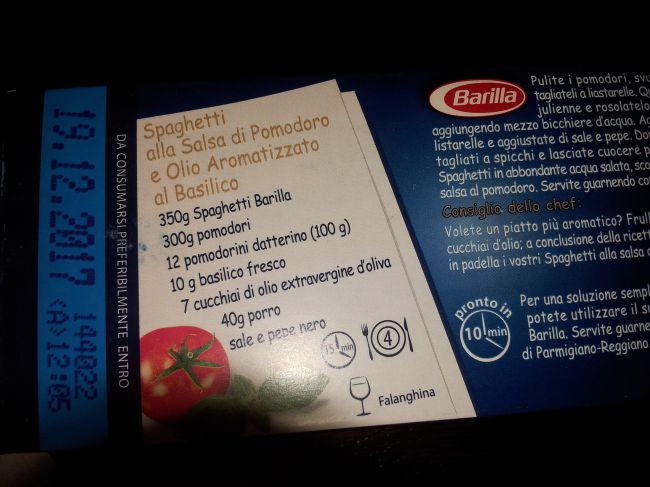 19.12.2017 144022
<A>12:05
DA CONSUMARSI PREFERIBILMENTE ENTRO
Spaghetti
alla Salsa di Pomodoro
e Olio Aromatizzato
al Basilico
350g Spaghetti Barilla
300g pomodori
12 pomodorini datterino (100 g)
10 g basilico fresco
7 cucchiai di olio extravergine d'oliva
40g porro
sale e pepe nero
15 min
4
Falanghina
Barilla
Pulite i pomodori,
tagliateli a listarelle.
julienne e rosolatelo
aggiungendo mezzo bicchiere d'acqua.
listarelle e aggiustate di sale e pepe.
tagliati a spicchi e lasciate cuocere
Spaghetti in abbondante acqua salata,
salsa al pomodoro. Servite guarnendo
Consiglio dello chef:
Volete un piatto più aromatico?
cucchiai d'olio; a conclusione della
in padella i vostri Spaghetti alla salsa
pronto in
10 min
Per una soluzione
potete utilizzare il
Barilla. Servite
di Parmigiano-Reggiano